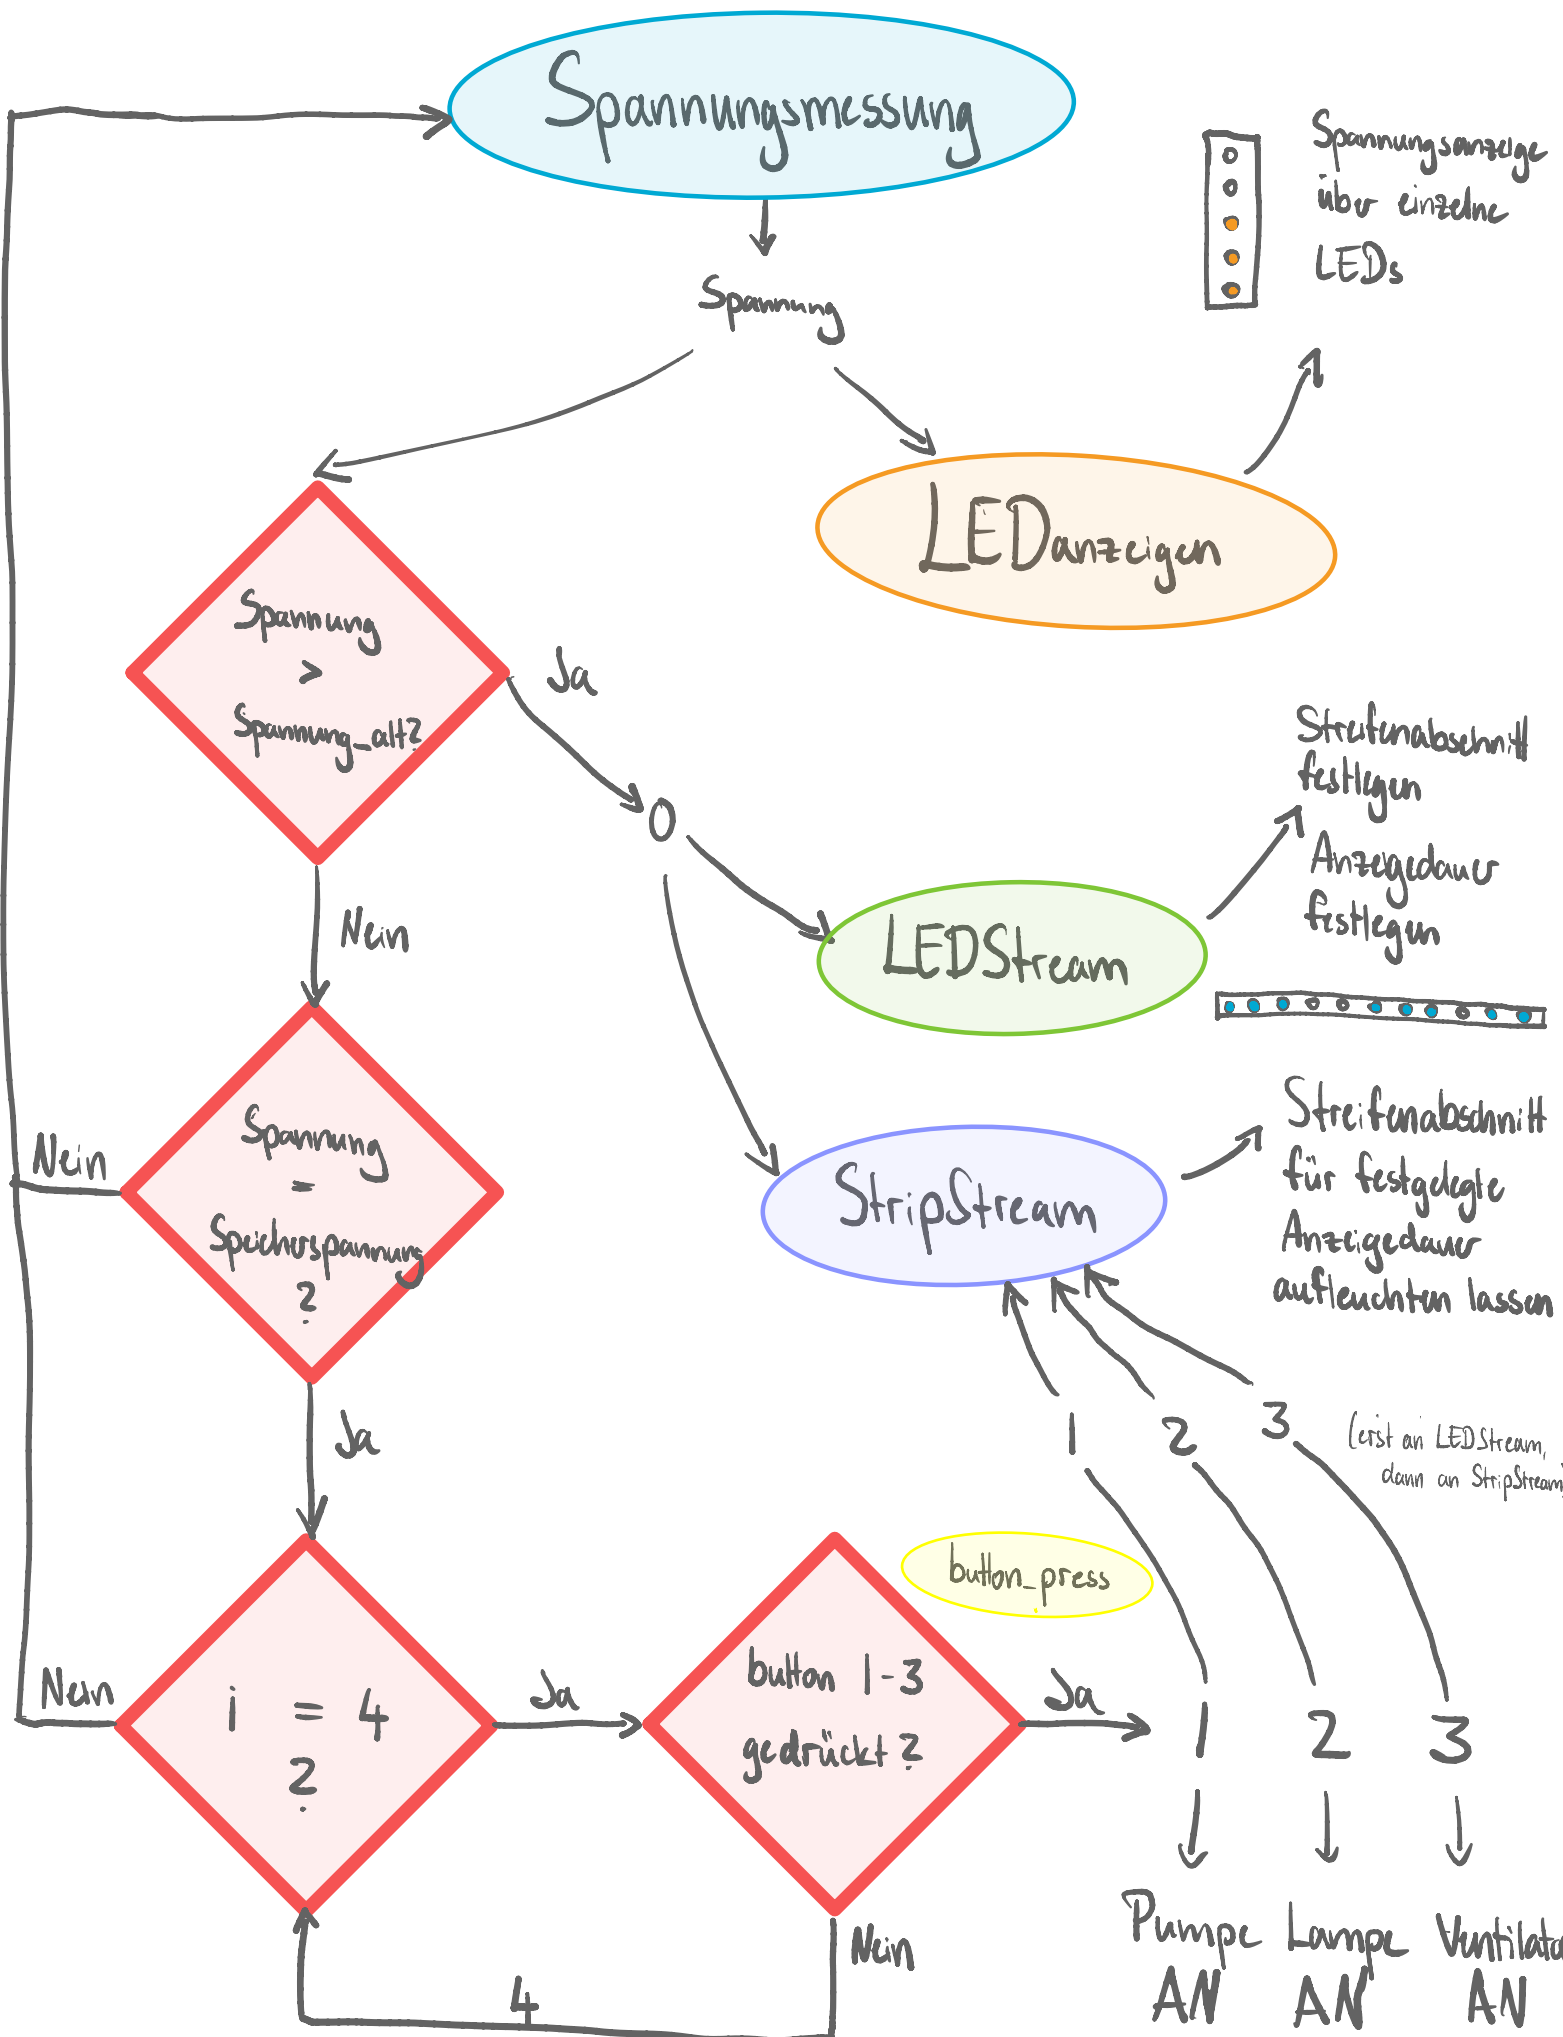 Spannungsmessung
Spannungsanzeige
über einzelne
LEDs
Spannung
LEDanzeigen
Spannung
>
Spannung_alt?
Ja
0
Streifenabschnitt
festlegen
Anzeigedauer
festlegen
Nein
LEDStream
Spannung
=
Speicherspannung
?
Nein
StripStream
Streifenabschnitt
für festgelegte
Anzeigedauer
aufleuchten lassen
Ja
1 2 3
(erst an LEDStream,
dann an StripStream)
button_press
i = 4
?
Nein
Ja
button 1-3
gedrückt?
Ja
1 2 3
Nein
4
Pumpe
AN
Lampe
AN
Ventilato
AN